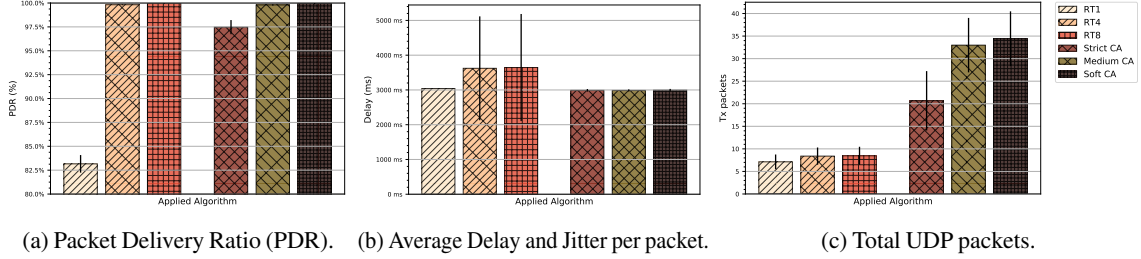 100.0%
97.5%
95.0%
92.5%
90.0%
87.5%
85.0%
82.5%
80.0%
PDR (%)
Applied Algorithm
5000 ms
4000 ms
3000 ms
2000 ms
1000 ms
0 ms
Delay (ms)
Applied Algorithm
40
35
30
25
20
15
10
5
0
Tx packets
Applied Algorithm
RT1
RT4
RT8
Strict CA
Medium CA
Soft CA
(a) Packet Delivery Ratio (PDR).
(b) Average Delay and Jitter per packet.
(c) Total UDP packets.